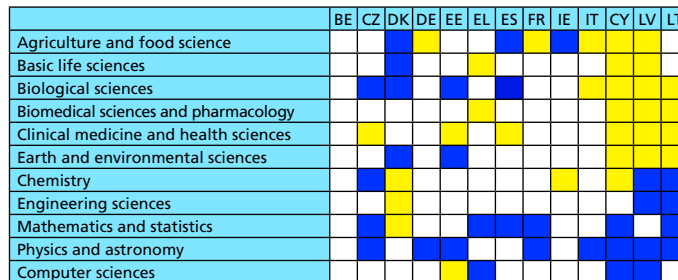 BE CZ DK DE EE EL ES FR IE IT CY LV LT
Agriculture and food science
Basic life sciences
Biological sciences
Biomedical sciences and pharmacology
Clinical medicine and health sciences
Earth and environmental sciences
Chemistry
Engineering sciences
Mathematics and statistics
Physics and astronomy
Computer sciences